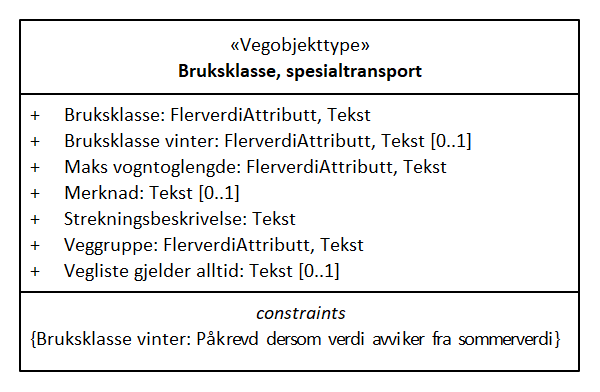 «Vegobjekttype»
Bruksklasse, spesialtransport
+ Bruksklasse: FlerverdiAttributt, Tekst
+ Bruksklasse vinter: FlerverdiAttributt, Tekst [0..1]
+ Maks vogntoglengde: FlerverdiAttributt, Tekst
+ Merknad: Tekst [0..1]
+ Strekningsbeskrivelse: Tekst
+ Veggruppe: FlerverdiAttributt, Tekst
+ Vegliste gjelder alltid: Tekst [0..1]
constraints
{Bruksklasse vinter: Påkrevd dersom verdi avviker fra sommerverdi}